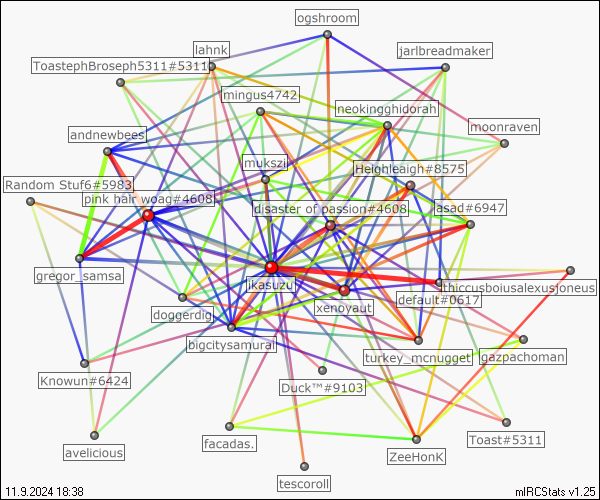 ogshroom
lahnk
jarlbreadmaker
ToastephBroseph5311#5311
mingus4742
neokingghidorah
andnewbees
moonraven
mukszil
Heighleaigh#8575
Random Stuf6#5983
pink hair woag#4608
disaster of passion#4608
asad#6947
gregor_samsa
jkasuzu
thiccusboiusalexusjoneus
xenoyaut
default#0617
doggerdig
bigcitysamurai
turkey_mcnugget
gazpachoman
Knowun#6424
Duck™#9103
avelicious
facadas.
Toast#5311
ZeeHonK
tescoroll
11.9.2024 18:38
mIRCStats v1.25